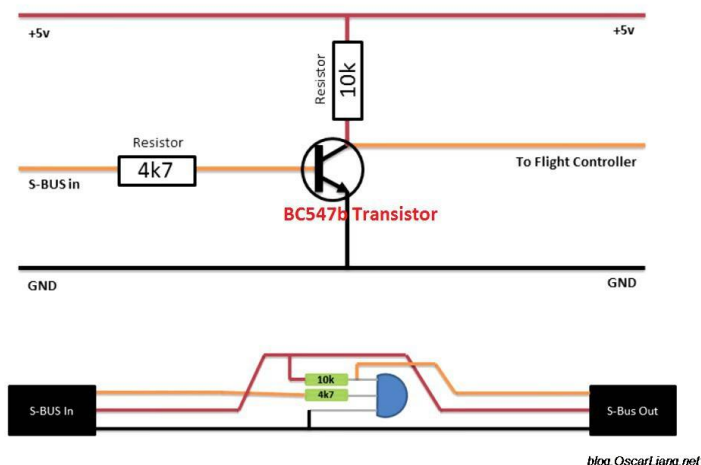 +5v
+5v
Resistor
10k
Resistor
4k7
S-BUS in
To Flight Controller
BC547b Transistor
GND
GND
10k
4k7
S-BUS In
S-Bus Out
blog.OscarLiang.net